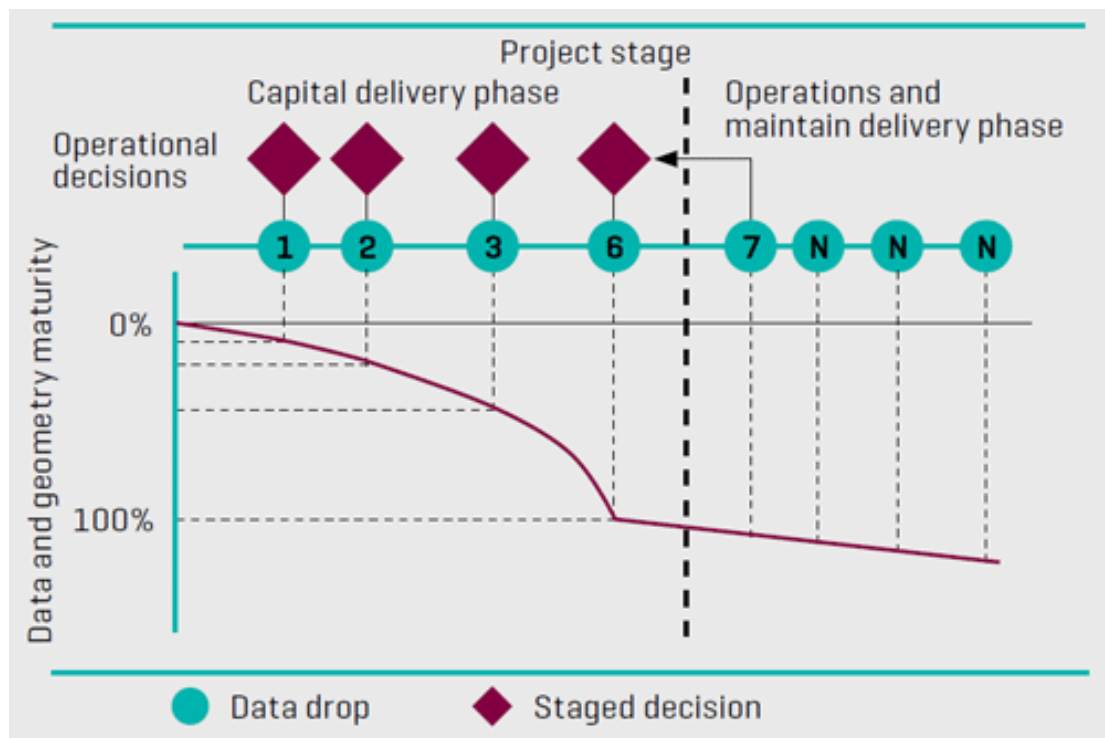 Project stage
Capital delivery phase
Operations and
maintain delivery phase
Operational
decisions
1
2
3
6
7
N
N
N
Data and geometry maturity
0%
100%
Data drop
Staged decision